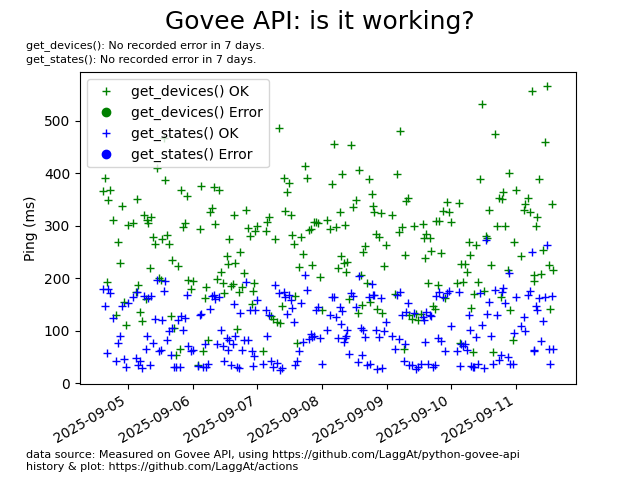 Govee API: is it working?
get_devices(): No recorded error in 7 days.
get_states(): No recorded error in 7 days.
get_devices() OK
get_devices() Error
get_states() OK
get_states() Error
Ping (ms)
500
400
300
200
100
0
2025-09-05
2025-09-06
2025-09-07
2025-09-08
2025-09-09
2025-09-10
2025-09-11
data source: Measured on Govee API, using https://github.com/LaggAt/python-govee-api
history & plot: https://github.com/LaggAt/actions